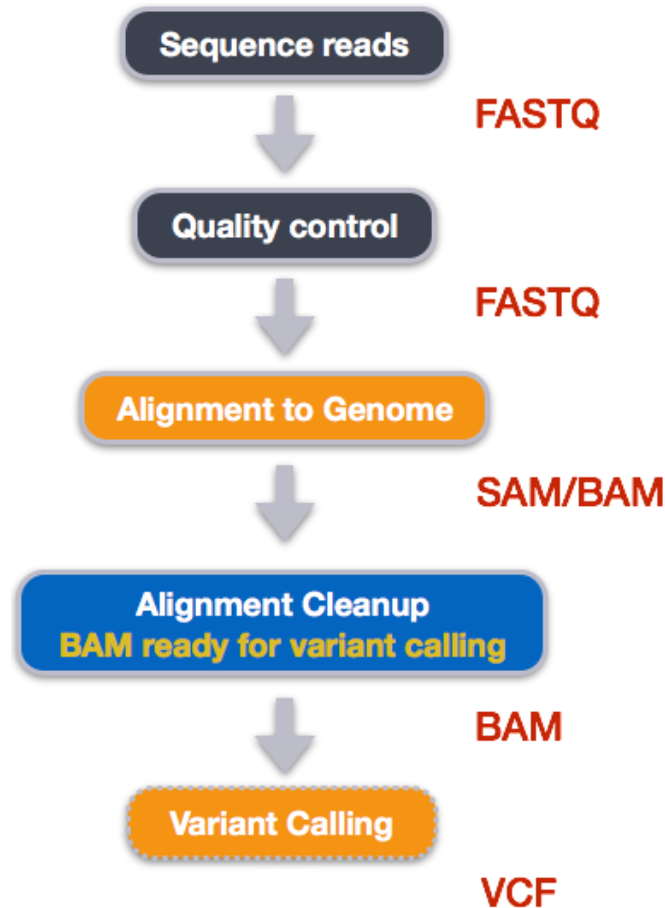 Sequence reads
FASTQ
Quality control
FASTQ
Alignment to Genome
SAM/BAM
Alignment Cleanup
BAM ready for variant calling
BAM
Variant Calling
VCF